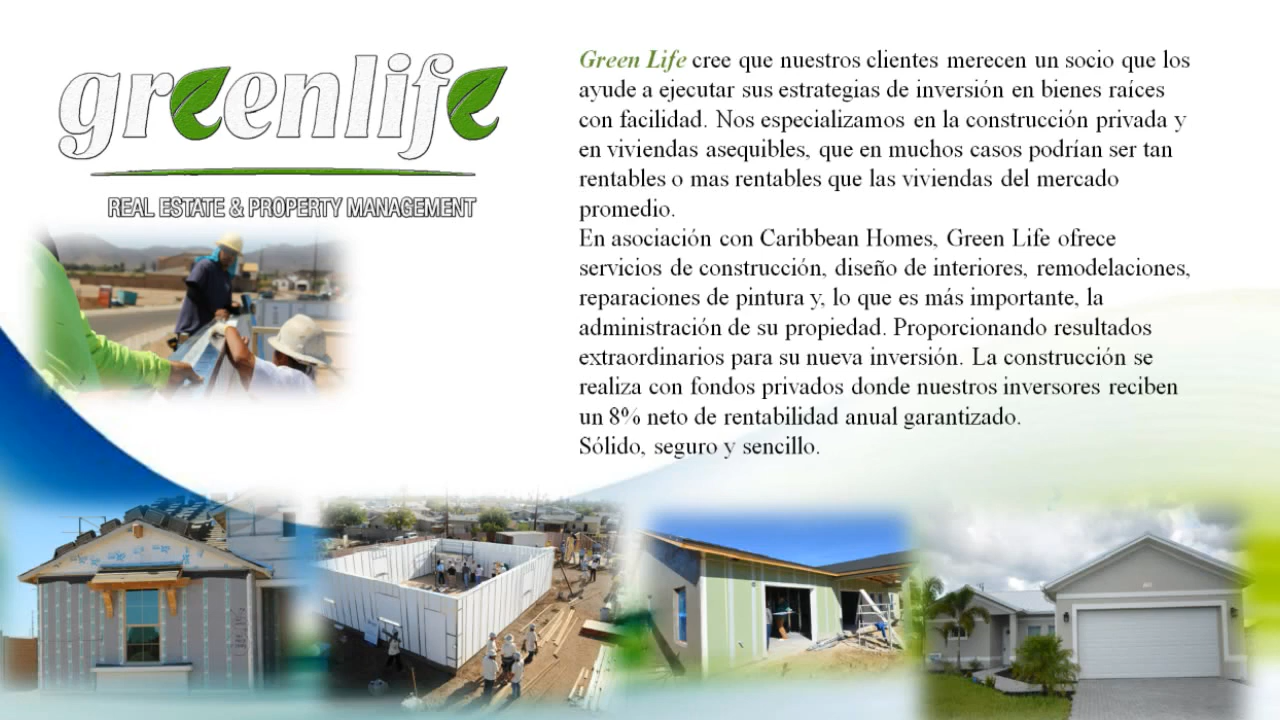 greenlife
REAL ESTATE & PROPERTY MANAGEMENT
Green Life cree que nuestros clientes merecen un socio que los
ayude a ejecutar sus estrategias de inversión en bienes raíces
con facilidad. Nos especializamos en la construcción privada y
en viviendas asequibles, que en muchos casos podrían ser tan
rentables o mas rentables que las viviendas del mercado
promedio.
En asociación con Caribbean Homes, Green Life ofrece
servicios de construcción, diseño de interiores, remodelaciones,
reparaciones de pintura y, lo que es más importante, la
administración de su propiedad. Proporcionando resultados
extraordinarios para su nueva inversión. La construcción se
realiza con fondos privados donde nuestros inversores reciben
un 8% neto de rentabilidad anual garantizado.
Sólido, seguro y sencillo.